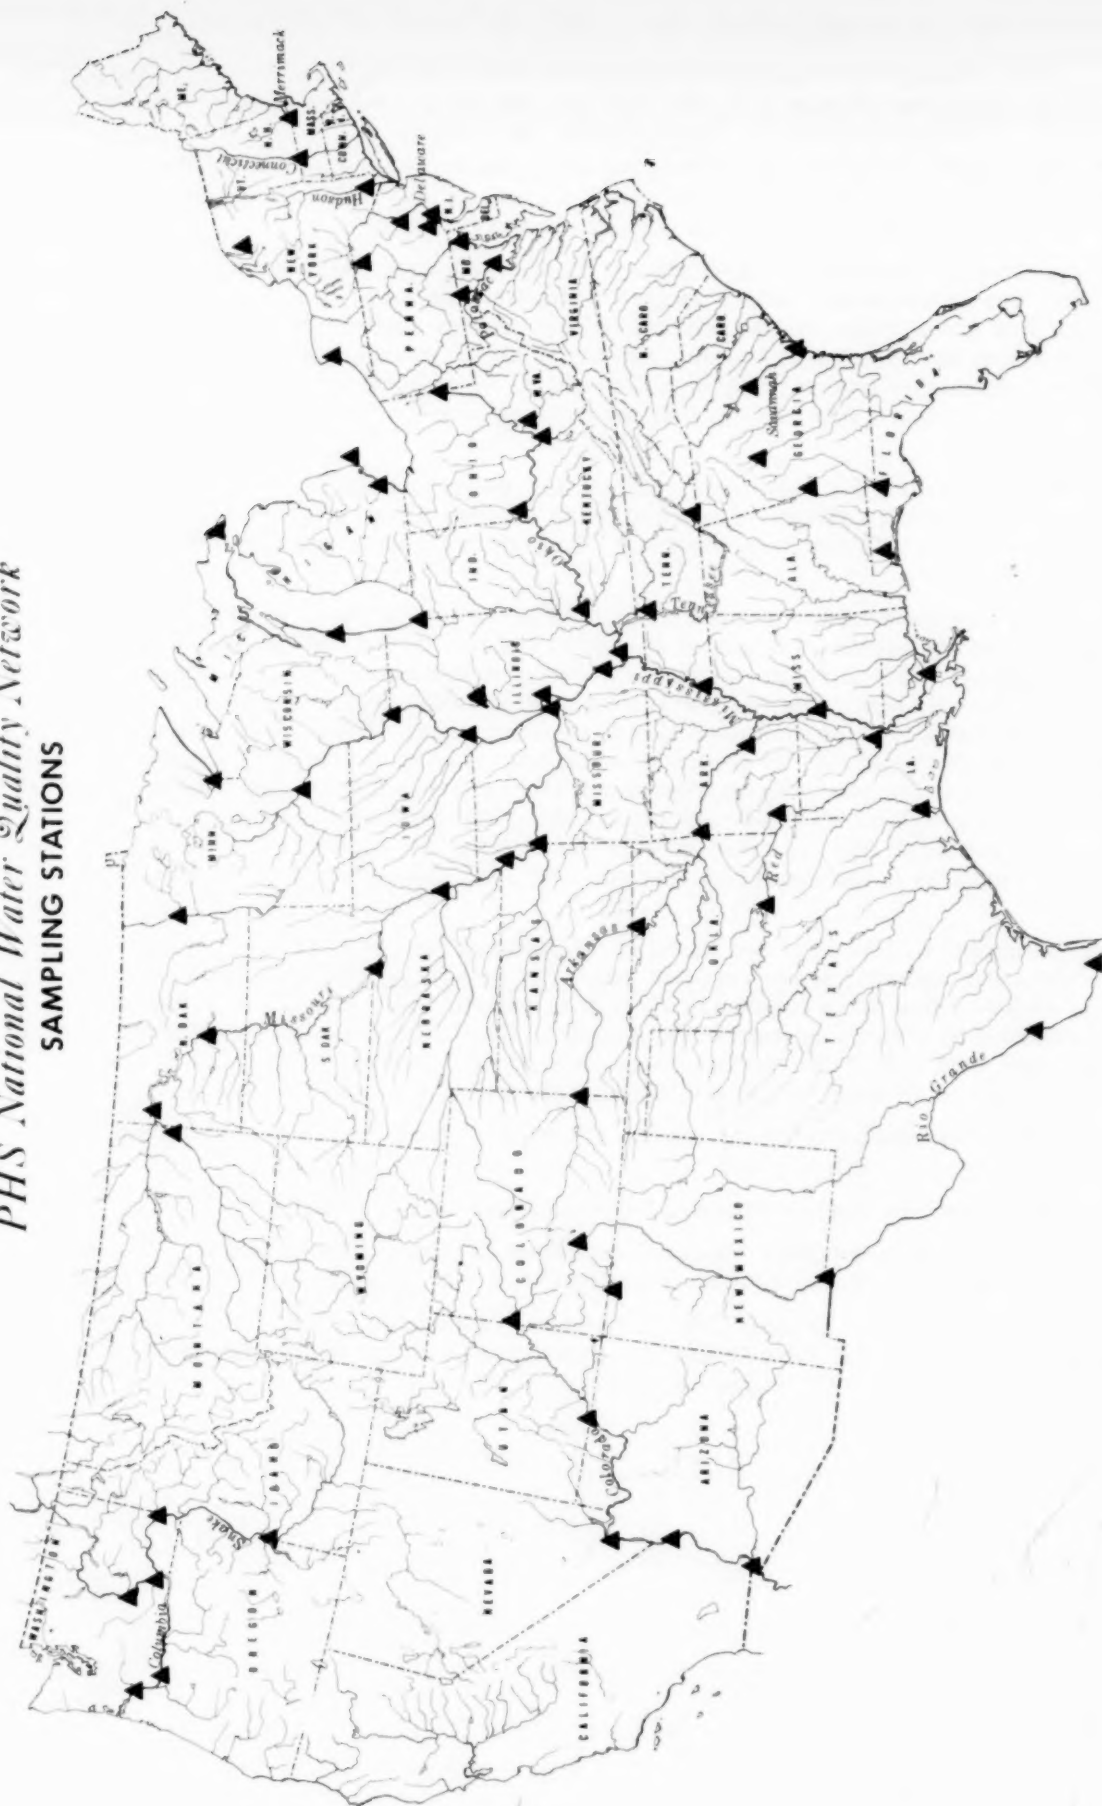 PHS National Water Quality Network
SAMPLING STATIONS
WASHINGTON
Columbia
OREGON
Snake
IDAHO
MONTANA
WYOMING
NEVADA
CALIFORNIA
UTAH
Colorado
ARIZONA
COLORADO
NEW MEXICO
N DAK
S DAK
Missouri
NEBRASKA
KANSAS
Arkansas
OKLA
Red
TEXAS
Rio Grande
MINN
IOWA
MISSOURI
ARK
LA
WISCONSIN
ILLINOIS
Mississippi
MISS
IND.
OHIO
Ohio
KENTUCKY
TENN.
ALA
GEORGIA
Savannah
FLORIDA
S CARO
N. CARO
VIRGINIA
W VA
Potomac
MD.
DEL
N.J.
Delaware
PENNA.
NEW YORK
Hudson
CONN
Connecticut
MASS.
VT.
N.H.
Merrimack
ME.